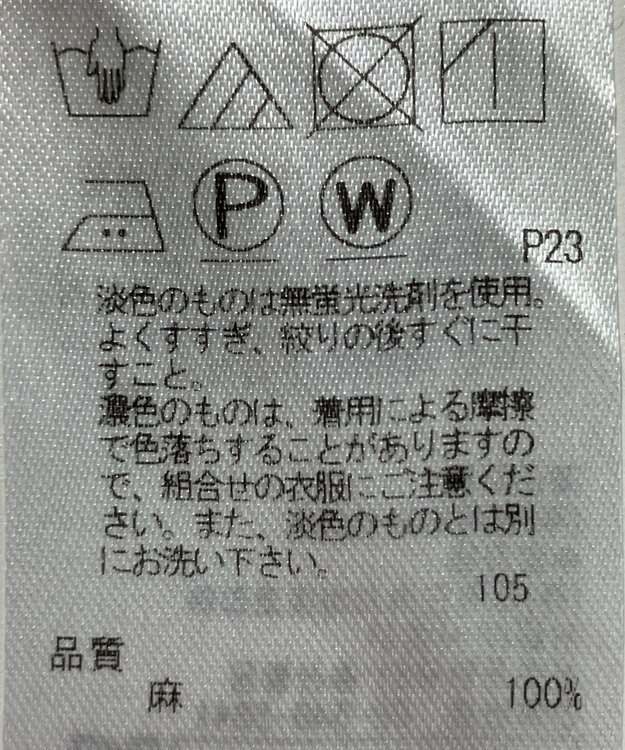 P W
P23
淡色のものは無蛍光洗剤を使用。
よくすすぎ、絞りの後すぐに干
すこと。
濃色のものは、着用による摩擦
で色落ちすることがありますの
で、組合せの衣服にご注意くだ
さい。また、淡色のものとは別
にお洗い下さい。
105
品質
麻 100%